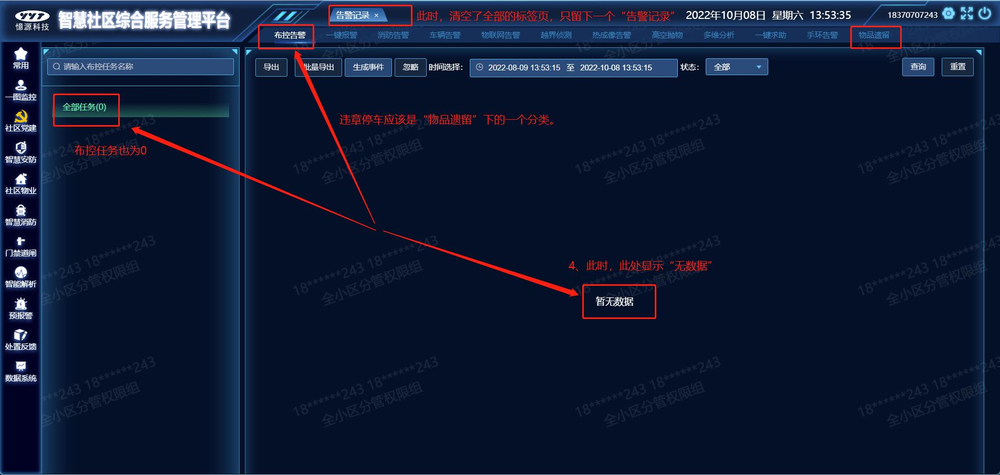 TYT
憶源科技
智慧社区综合服务管理平台
告警记录 ×
此时，清空了全部的标签页，只留下一个“告警记录”
2022年10月08日 星期六 13:53:35
18370707243
布控告警 一键报警 消防告警 车辆告警 物联网告警 越界侦测 热成像告警 高空抛物 多维分析 一键求助 手环告警 物品遗留
常用
一图监控
社区党建
智慧安防
社区物业
智慧消防
门禁道闸
智能解析
预报警
处置反馈
数据系统
请输入布控任务名称
导出 批量导出 生成事件 忽略 时间选择： 2022-08-09 13:53:15 至 2022-10-08 13:53:15 状态： 全部 查询 重置
全部任务(0)
违章停车应该是“物品遗留”下的一个分类。
布控任务也为0
4、此时，此处显示“无数据”
暂无数据
18******243 18******243
全小区分管权限组